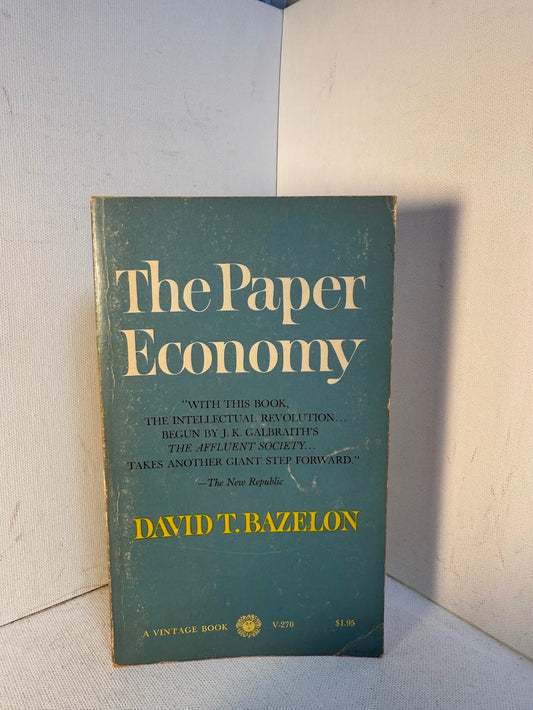 The Paper
Economy
"WITH THIS BOOK,
THE INTELLECTUAL REVOLUTION...
BEGUN BY J. K. GALBRAITH'S
THE AFFLUENT SOCIETY...
TAKES ANOTHER GIANT STEP FORWARD."
—The New Republic
DAVID T. BAZELON
A VINTAGE BOOK V-270 $1.95